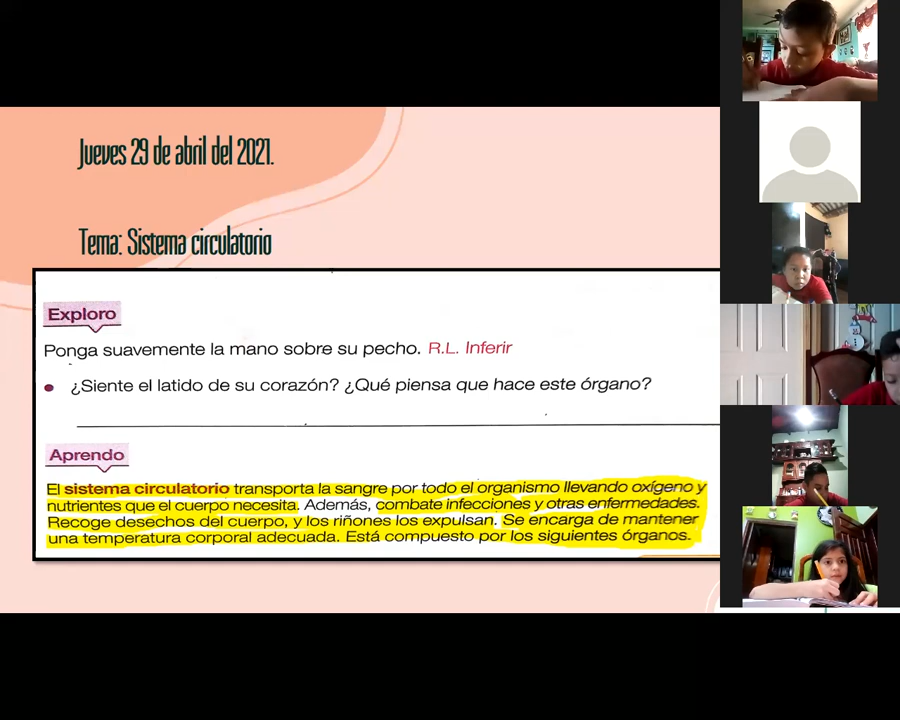 Jueves 29 de abril del 2021.
Tema: Sistema circulatorio
Exploro
Ponga suavemente la mano sobre su pecho. R.L. Inferir
• ¿Siente el latido de su corazón? ¿Qué piensa que hace este órgano?
Aprendo
El sistema circulatorio transporta la sangre por todo el organismo llevando oxígeno y
nutrientes que el cuerpo necesita. Además, combate infecciones y otras enfermedades.
Recoge desechos del cuerpo, y los riñones los expulsan. Se encarga de mantener
una temperatura corporal adecuada. Está compuesto por los siguientes órganos.